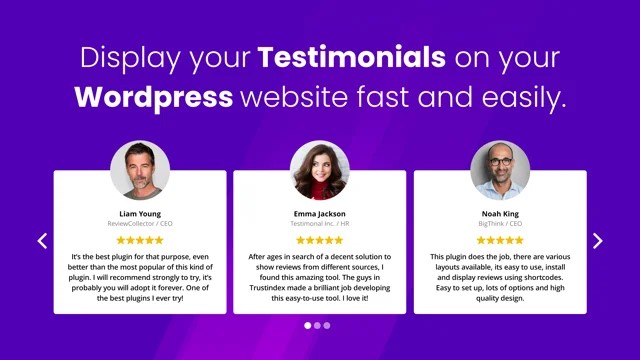 Display your Testimonials on your
Wordpress website fast and easily.
Liam Young
ReviewCollector / CEO
It's the best plugin for that purpose, even
better than the most popular of this kind of
plugin. I will recommend strongly to try, it's
probably you will adopt it forever. One of
the best plugins I ever try!
Emma Jackson
Testimonal Inc. / HR
After ages in search of a decent solution to
show reviews from different sources, I
found this amazing tool. The guys in
Trustindex made a brilliant job developing
this easy-to-use tool. I love it!
Noah King
BigThink / CEO
This plugin does the job, there are various
layouts available, its easy to use, install
and display reviews using shortcodes.
Easy to set up, lots of options and high
quality design.